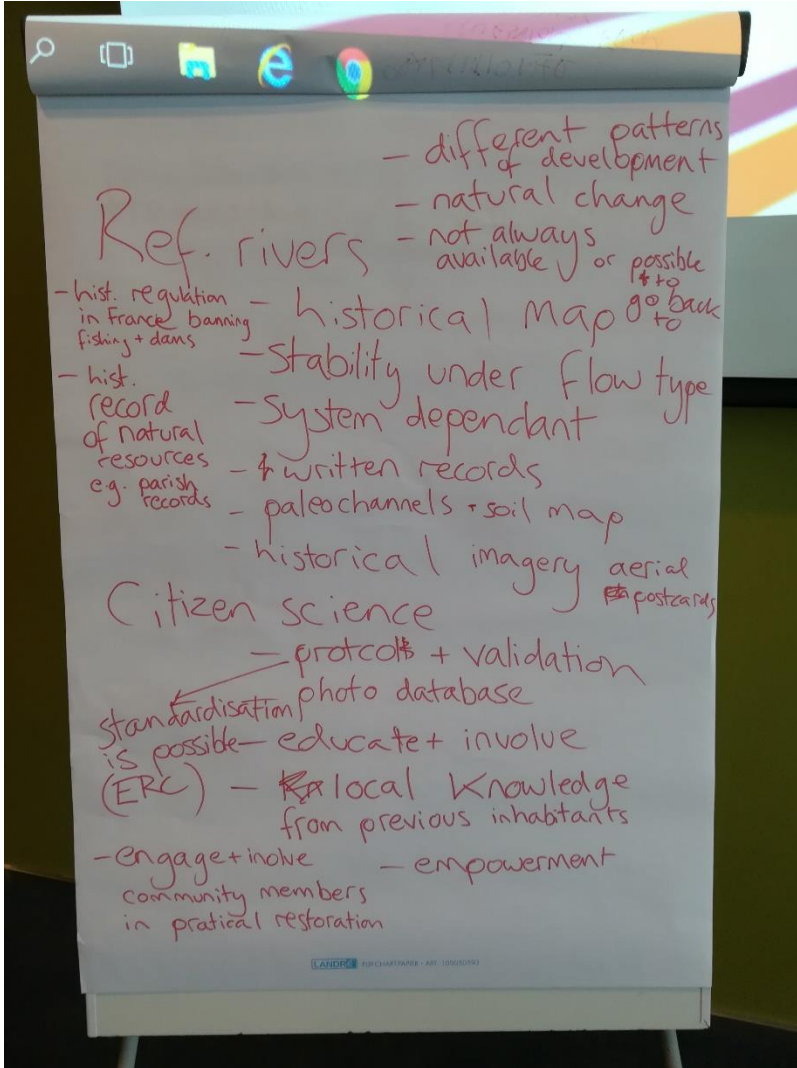 - different patterns
of development
- natural change
- not always
available or possible
to
go back
to
Ref. rivers
- hist. regulation
in France banning
fishing + dams
- hist.
record
of natural
resources
e.g. parish
records
- historical map
- Stability under flow type
- System dependant
- written records
- paleochannels + soil map
- historical imagery aerial
postcards
Citizen science
- protcols + validation
photo database
standardisation
is possible
(ERC)
- educate + involve
- local knowledge
from previous inhabitants
- engage + inolve
community members
in pratical restoration
- empowerment